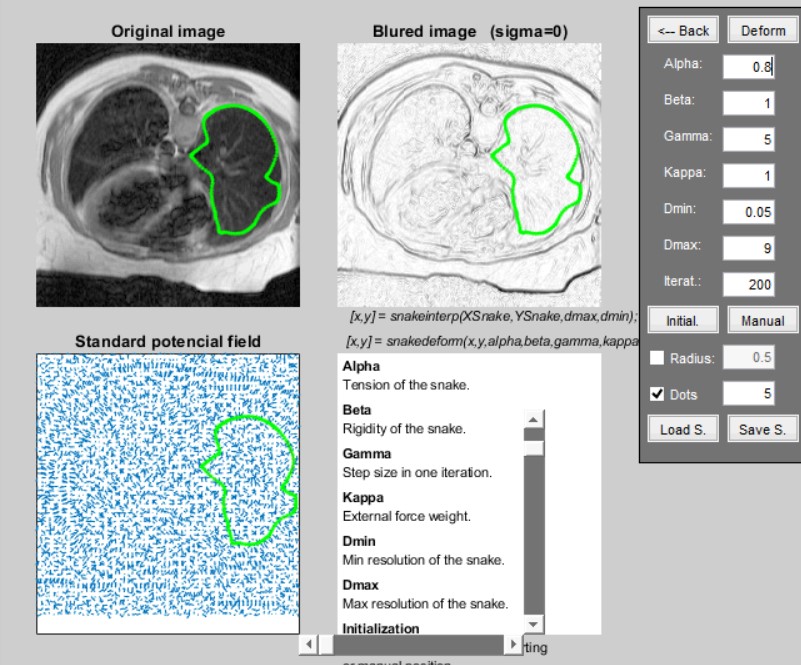 Original image
Blured image (sigma=0)
<-- Back
Deform
Alpha:
0.8
Beta:
1
Gamma:
5
Kappa:
1
Dmin:
0.05
Dmax:
9
Iterat.:
200
Initial.
Manual
Radius:
0.5
Dots
5
Load S.
Save S.
[x,y] = snakeinterp(XSnake,YSnake,dmax,dmin);
[x,y] = snakedeform(x,y,alpha,beta,gamma,kappa
Standard potencial field
Alpha
Tension of the snake.
Beta
Rigidity of the snake.
Gamma
Step size in one iteration.
Kappa
External force weight.
Dmin
Min resolution of the snake.
Dmax
Max resolution of the snake.
Initialization
or manual position